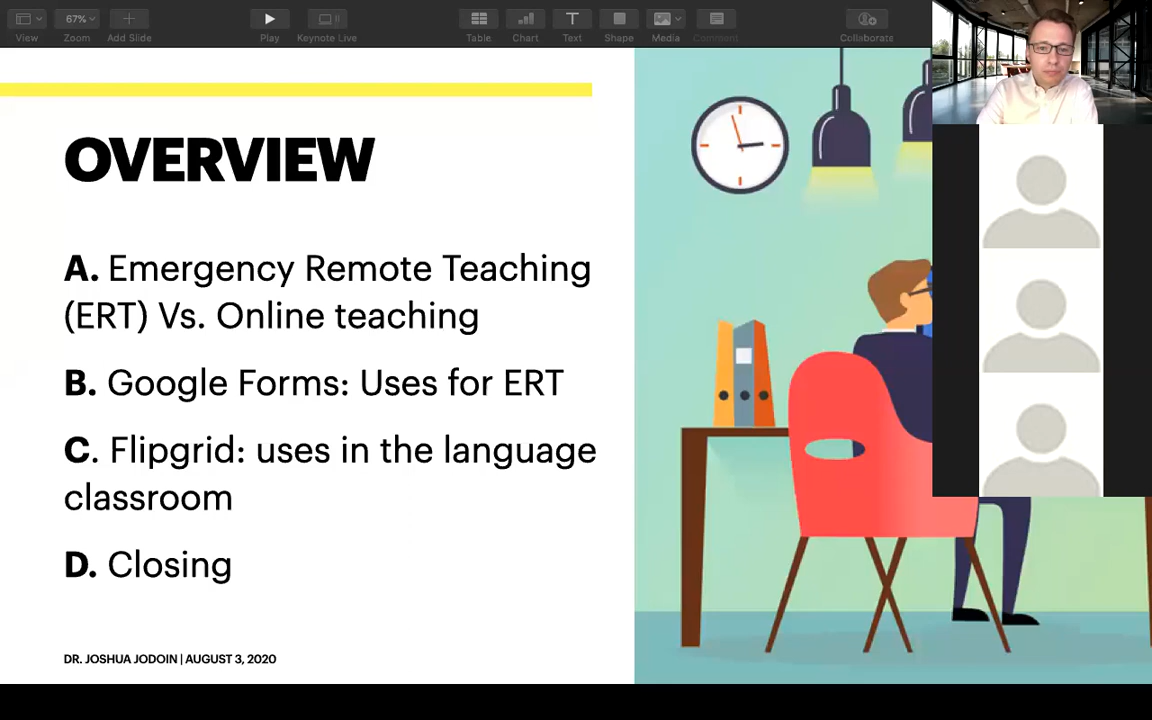 67%
View
Zoom
Add Slide
Play
Keynote Live
Table
Chart
Text
Shape
Media
Comment
Collaborate
OVERVIEW
A. Emergency Remote Teaching
(ERT) Vs. Online teaching
B. Google Forms: Uses for ERT
C. Flipgrid: uses in the language
classroom
D. Closing
DR. JOSHUA JODOIN | AUGUST 3, 2020